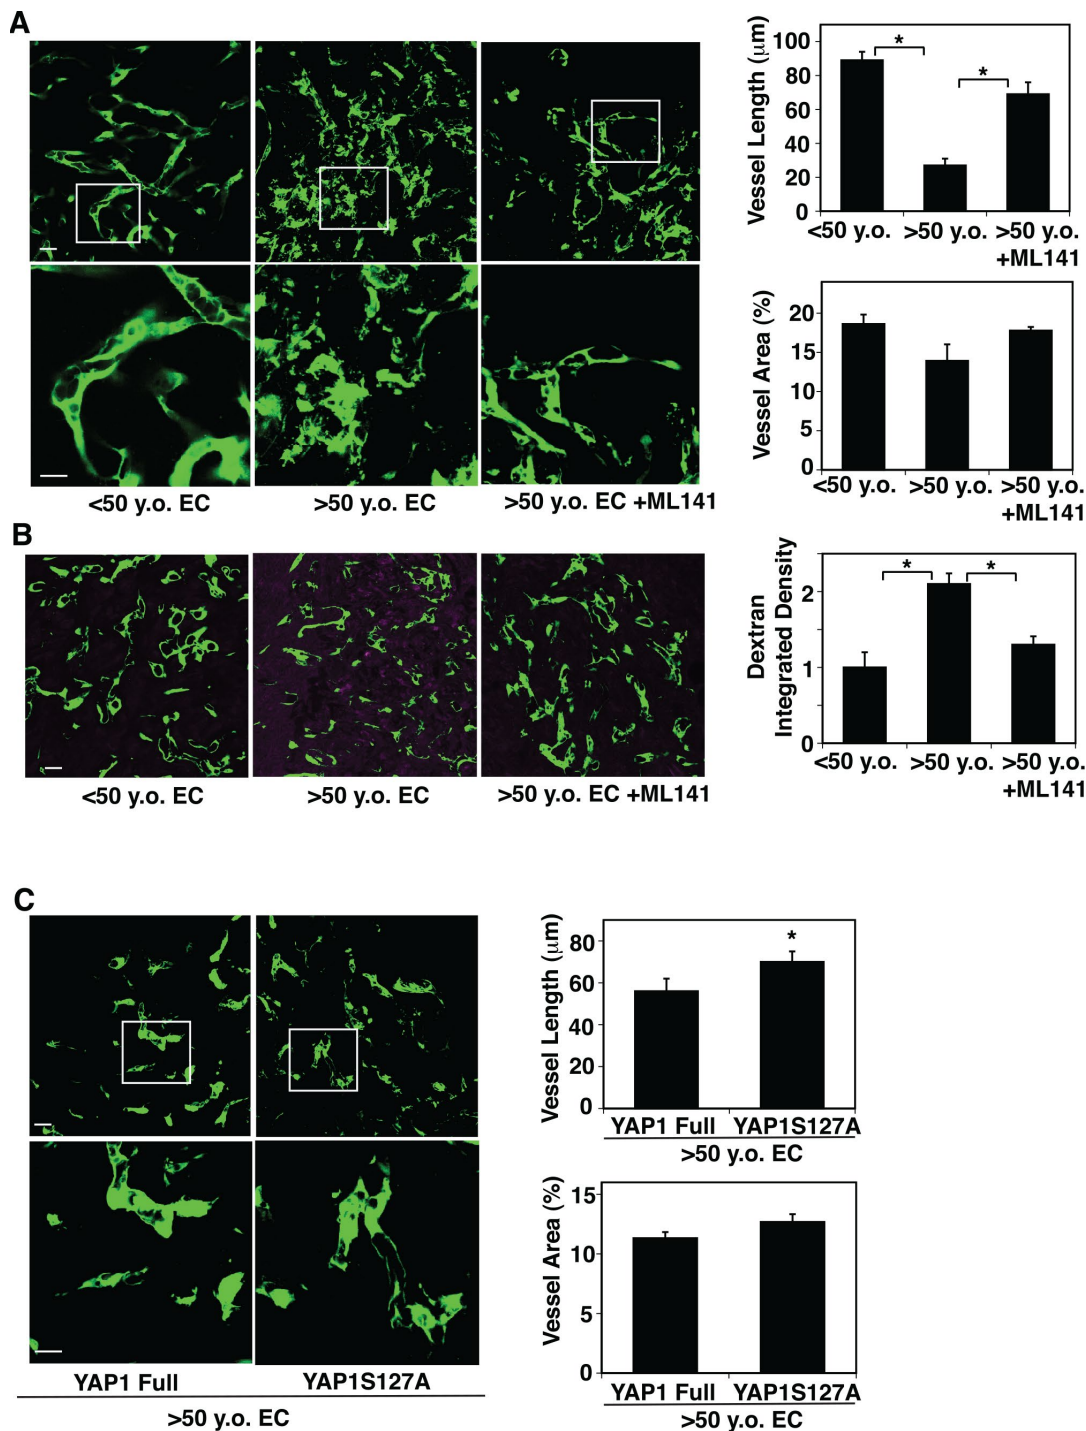 A
Vessel Length (µm)
100
80
60
40
20
0
*
*
<50 y.o. >50 y.o. >50 y.o.
+ML141
Vessel Area (%)
20
15
10
5
0
<50 y.o. >50 y.o. >50 y.o.
+ML141
<50 y.o. EC >50 y.o. EC >50 y.o. EC +ML141
B
Dextran
Integrated Density
2
1
0
*
*
<50 y.o. >50 y.o. >50 y.o.
+ML141
<50 y.o. EC >50 y.o. EC >50 y.o. EC +ML141
C
Vessel Length (µm)
80
60
40
20
0
*
YAP1 Full YAP1S127A
>50 y.o. EC
Vessel Area (%)
15
10
5
0
YAP1 Full YAP1S127A
>50 y.o. EC
YAP1 Full YAP1S127A
>50 y.o. EC